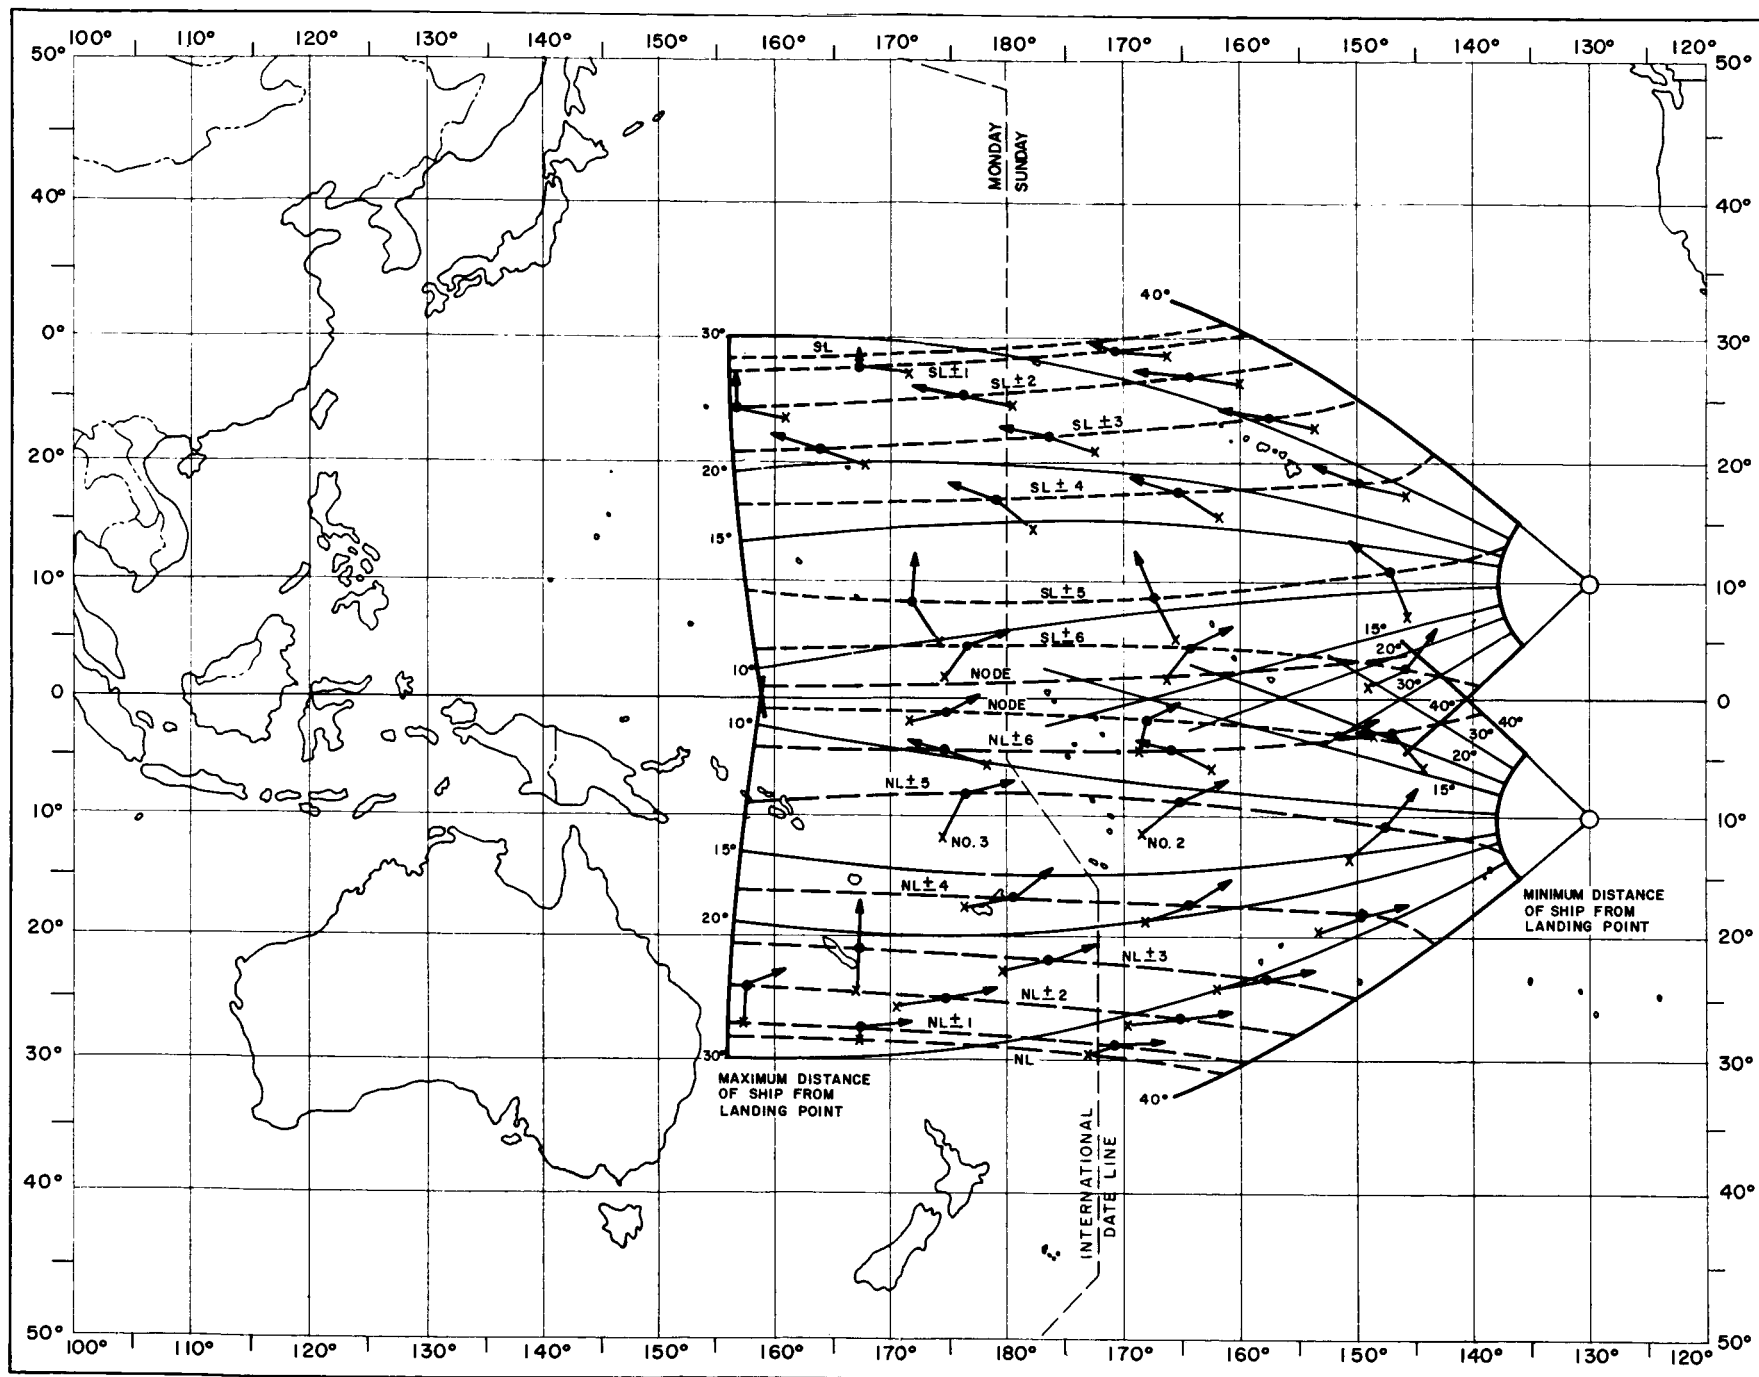 100° 110° 120° 130° 140° 150° 160° 170° 180° 170° 160° 150° 140° 130° 120°
50° 50°
MONDAY
SUNDAY
40° 40°
40°
0° 30° 30°
SL
SL±1
SL±2
SL±3
20° 20° 20°
SL±4
15°
10° 10°
SL±5
15°
SL±6
20°
10° NODE 30°
0 0
NODE 40° 40°
10°
NL±6 30°
20°
NL±5
15°
10° 10°
NO.3 NO.2
15°
NL±4
MINIMUM DISTANCE
OF SHIP FROM
LANDING POINT
20° 20° 20°
NL±3
NL±2
NL±1
30° 30° NL 30°
MAXIMUM DISTANCE
OF SHIP FROM
LANDING POINT
40°
INTERNATIONAL
DATE LINE
40° 40°
50° 50°
100° 110° 120° 130° 140° 150° 160° 170° 180° 170° 160° 150° 140° 130° 120°